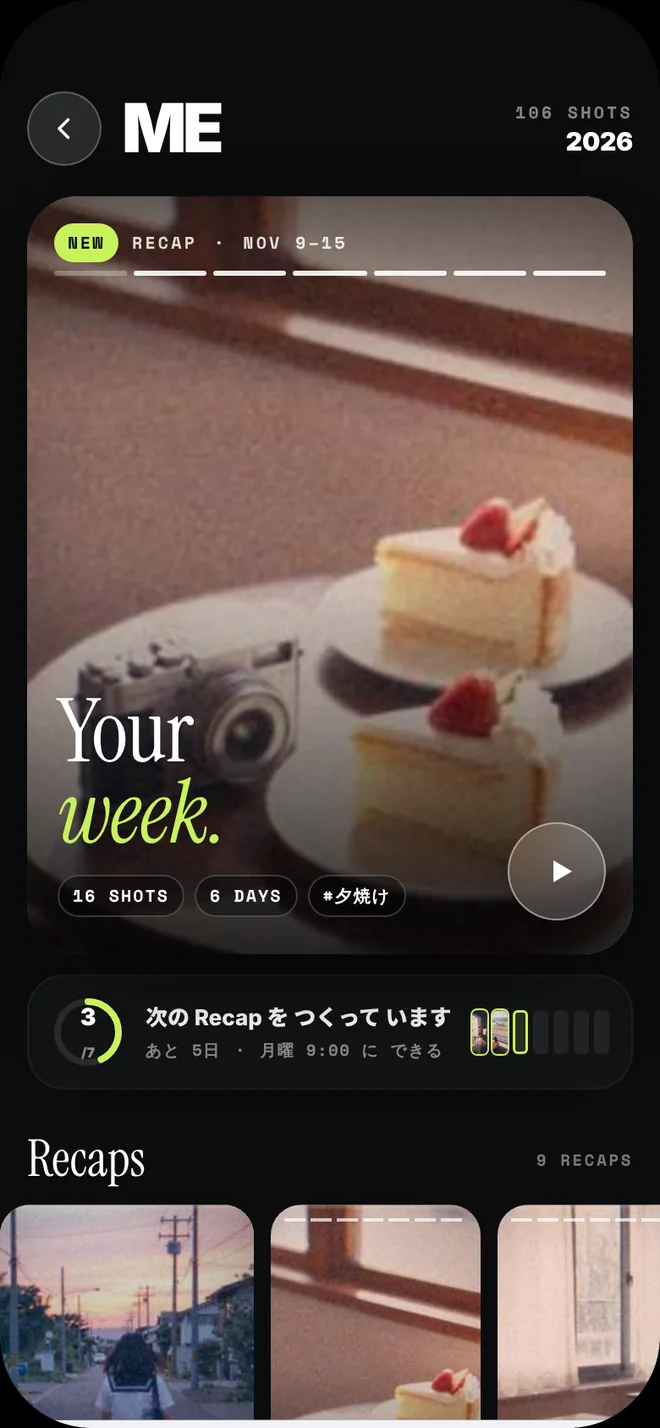 ME
106 SHOTS
2026
NEW RECAP · NOV 9–15
Your
week.
16 SHOTS 6 DAYS #夕焼け
3
/7
次の Recap を つくって います
あと 5日 · 月曜 9:00 に できる
Recaps
9 RECAPS